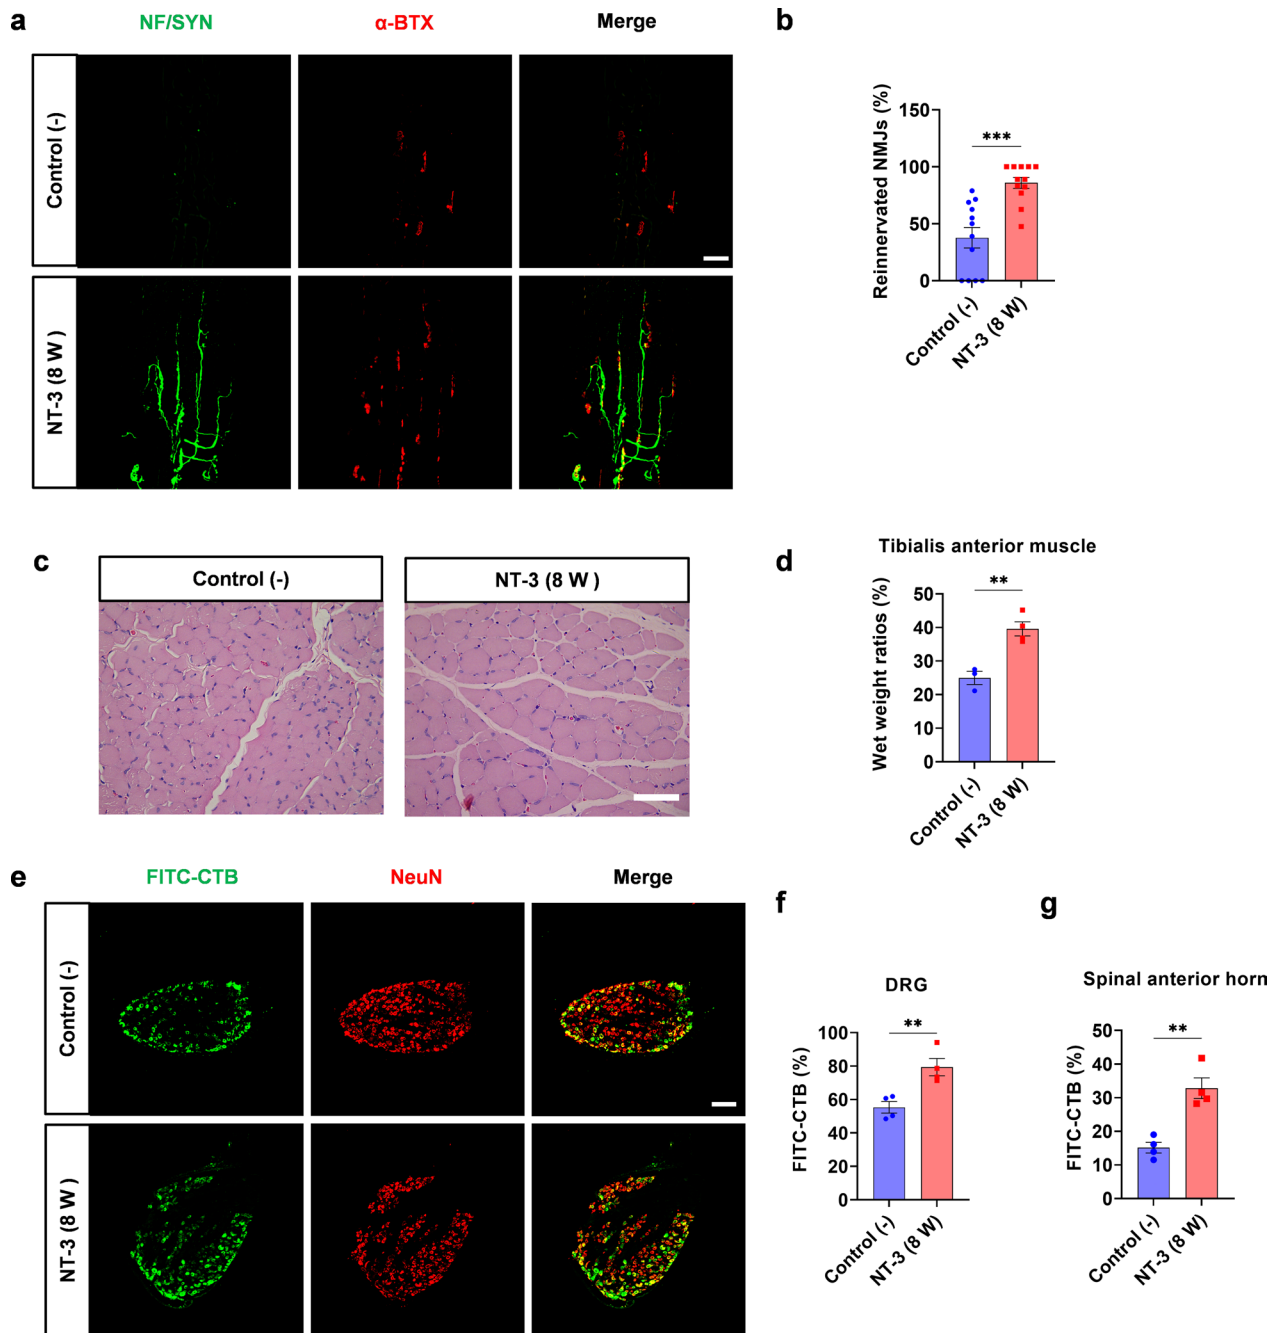 a
NF/SYN
α-BTX
Merge
Control (-)
NT-3 (8 W )
b
Reinnervated NMJs (%)
150
100
50
0
***
Control (-)
NT-3 (8 W)
c
Control (-)
NT-3 (8 W )
d
Tibialis anterior muscle
Wet weight ratios (%)
50
40
30
20
10
0
**
Control (-)
NT-3 (8 W)
e
FITC-CTB
NeuN
Merge
Control (-)
NT-3 (8 W)
f
DRG
FITC-CTB (%)
100
80
60
40
20
0
**
Control (-)
NT-3 (8 W)
g
Spinal anterior horn
FITC-CTB (%)
50
40
30
20
10
0
**
Control (-)
NT-3 (8 W)